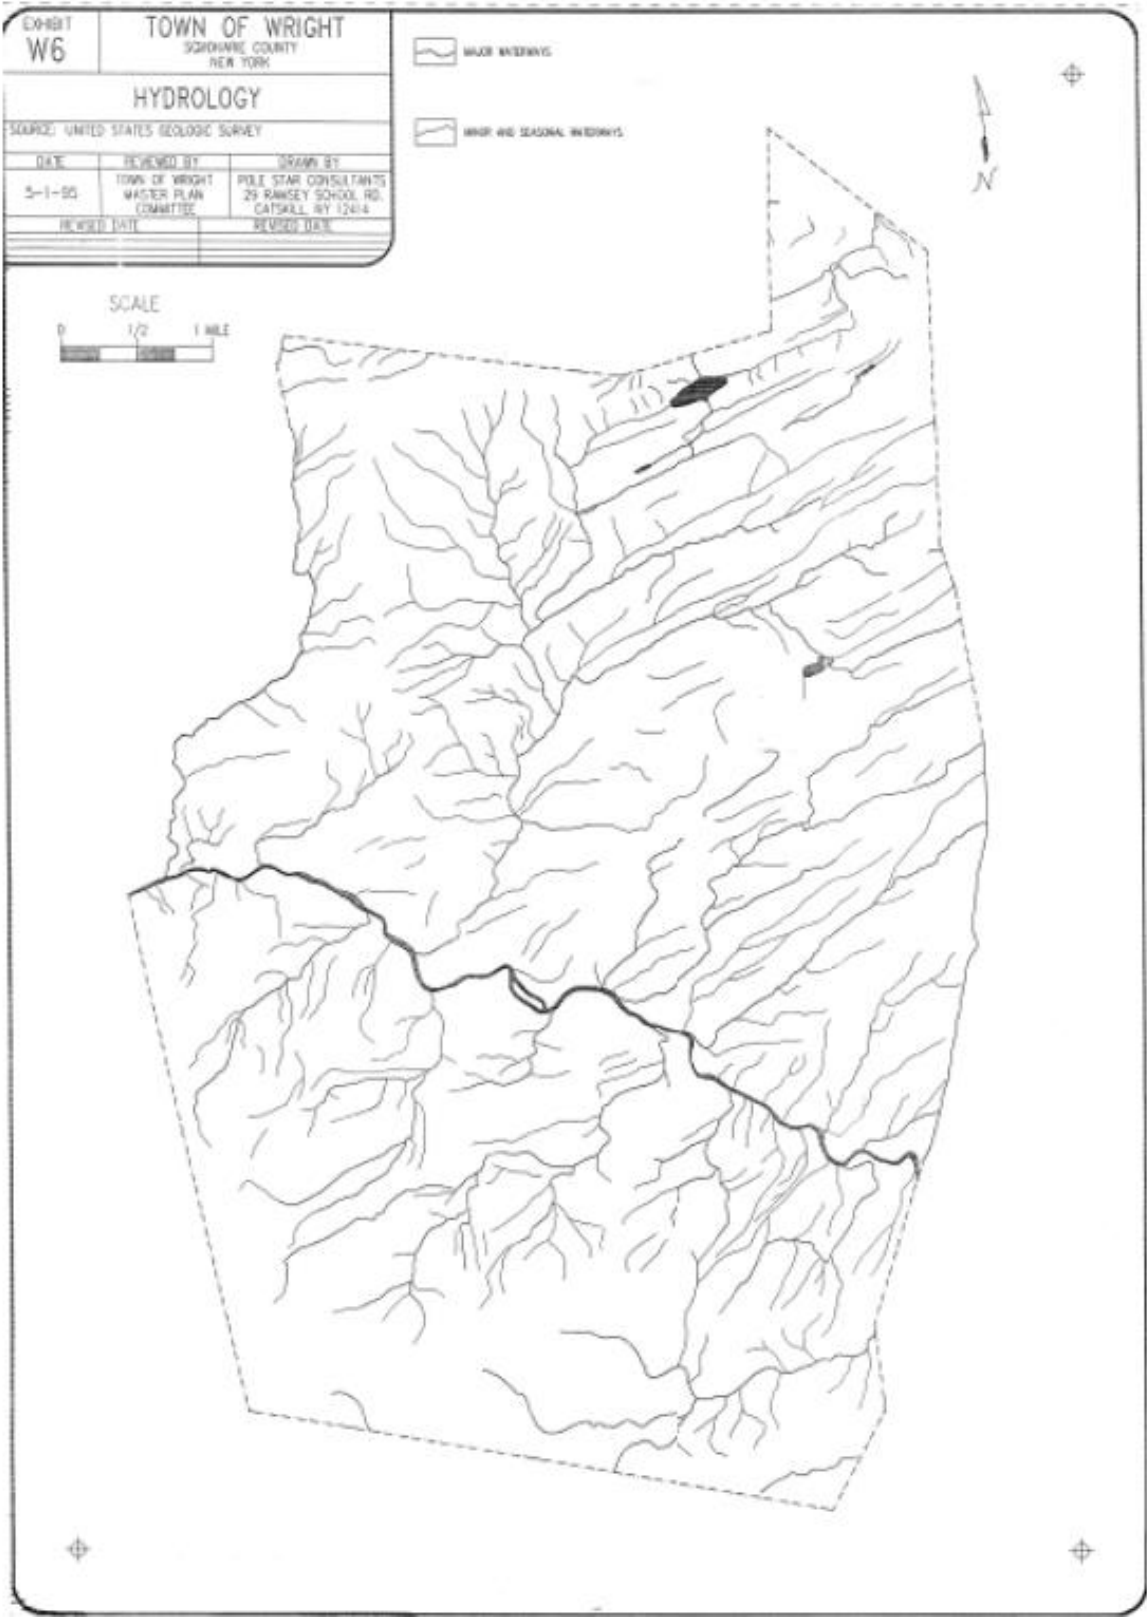 EXHIBIT
W6
TOWN OF WRIGHT
SCHOHARIE COUNTY
NEW YORK
HYDROLOGY
SOURCE: UNITED STATES GEOLOGIC SURVEY
DATE
REVIEWED BY
DRAWN BY
5-1-95
TOWN OF WRIGHT
MASTER PLAN
COMMITTEE
POLE STAR CONSULTANTS
29 RAMSEY SCHOOL RD.
CATSKILL, NY 12414
REVISED DATE
REVISED DATE
MAJOR WATERWAYS
MINOR AND SEASONAL WATERWAYS
N
SCALE
0 1/2 1 MILE